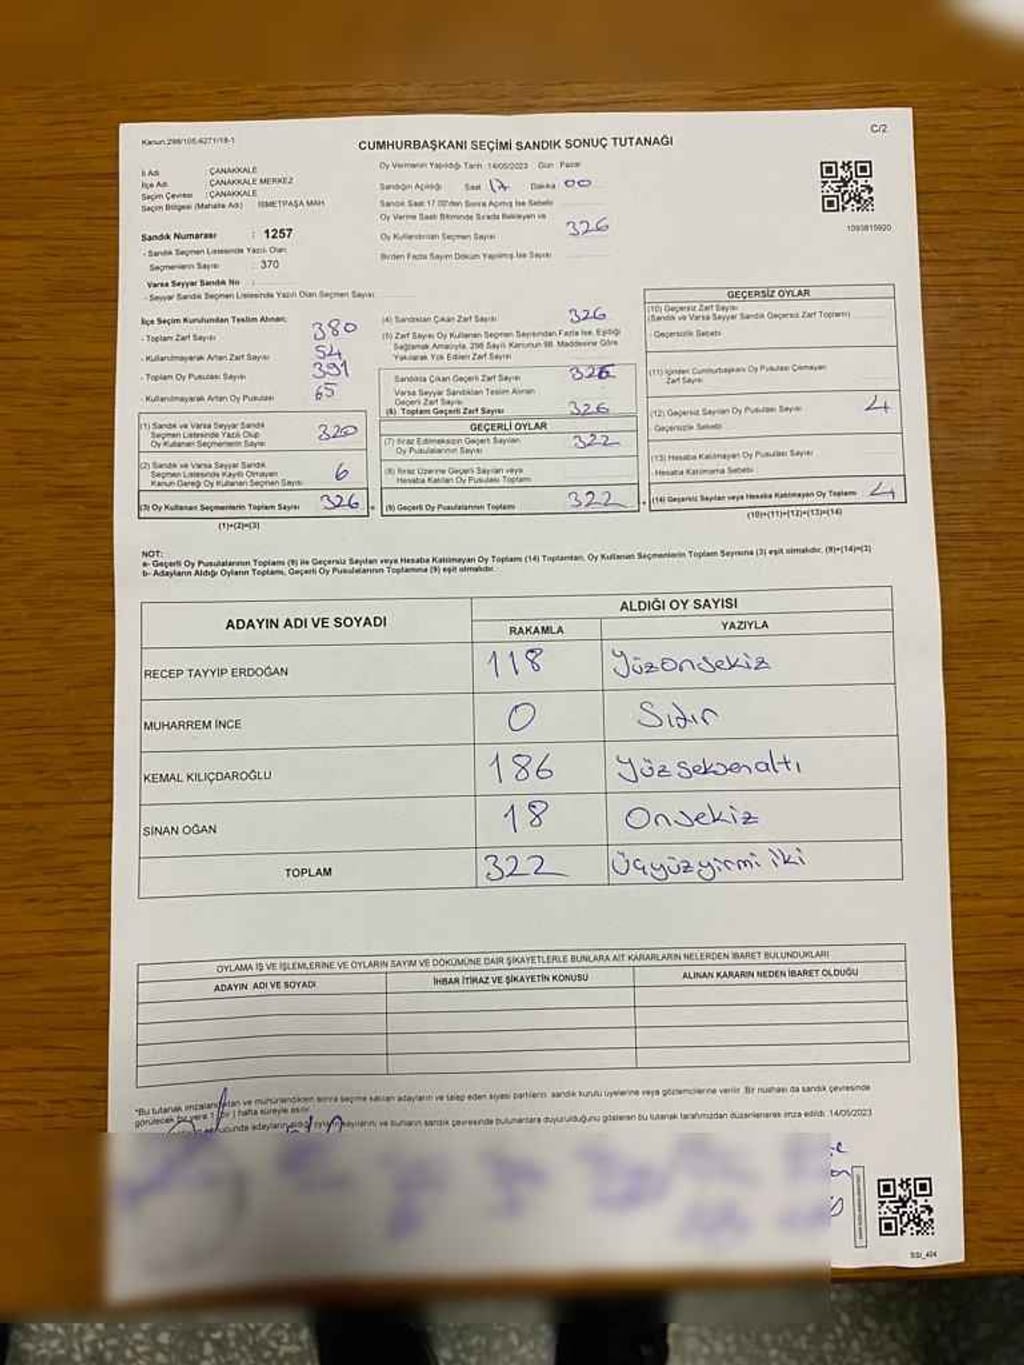 Kanun:298/105,6271/18-1
C/2
CUMHURBAŞKANI SEÇİMİ SANDIK SONUÇ TUTANAĞI
İl Adı : ÇANAKKALE
İlçe Adı : ÇANAKKALE MERKEZ
Seçim Çevresi : ÇANAKKALE
Seçim Bölgesi (Mahalle Adı) : İSMETPAŞA MAH
Sandık Numarası : 1257
- Sandık Seçmen Listesinde Yazılı Olan
Seçmenlerin Sayısı : 370
Varsa Seyyar Sandık No :
- Seyyar Sandık Seçmen Listesinde Yazılı Olan Seçmen Sayısı:
Oy Vermenin Yapıldığı Tarih :14/05/2023 Gün : Pazar
Sandığın Açıldığı Saat 17 Dakika 00
Sandık Saat 17.00'den Sonra Açılmış İse Sebebi
Oy Verme Saati Bitiminde Sırada Bekleyen ve
Oy Kullandırılan Seçmen Sayısı 326
Birden Fazla Sayım Döküm Yapılmış İse Sayısı
1093815920
İlçe Seçim Kurulundan Teslim Alınan;
- Toplam Zarf Sayısı 380
- Kullanılmayarak Artan Zarf Sayısı 54
- Toplam Oy Pusulası Sayısı 391
- Kullanılmayarak Artan Oy Pusulası 65
(1) Sandık ve Varsa Seyyar Sandık
Seçmen Listesinde Yazılı Olup
Oy Kullanan Seçmenlerin Sayısı 320
(2) Sandık ve Varsa Seyyar Sandık
Seçmen Listesinde Kayıtlı Olmayan
Kanun Gereği Oy Kullanan Seçmen Sayısı 6
(3) Oy Kullanan Seçmenlerin Toplam Sayısı 326 =
(1)+(2)=(3)
(4) Sandıktan Çıkan Zarf Sayısı 326
(5) Zarf Sayısı Oy Kullanan Seçmen Sayısından Fazla İse, Eşitliği
Sağlamak Amacıyla, 298 Sayılı Kanunun 98. Maddesine Göre
Yakılarak Yok Edilen Zarf Sayısı
Sandıkta Çıkan Geçerli Zarf Sayısı 326
Varsa Seyyar Sandıktan Teslim Alınan
Geçerli Zarf Sayısı
(6) Toplam Geçerli Zarf Sayısı 326
GEÇERLİ OYLAR
(7) İtiraz Edilmeksizin Geçerli Sayılan
Oy Pusulalarının Sayısı 322
(8) İtiraz Üzerine Geçerli Sayılan veya
Hesaba Katılan Oy Pusulası Toplamı
(9) Geçerli Oy Pusulalarının Toplamı 322 +
GEÇERSİZ OYLAR
(10) Geçersiz Zarf Sayısı
(Sandık ve Varsa Seyyar Sandık Geçersiz Zarf Toplamı)
- Geçersizlik Sebebi
(11) İçinden Cumhurbaşkanı Oy Pusulası Çıkmayan
Zarf Sayısı
(12) Geçersiz Sayılan Oy Pusulası Sayısı 4
- Geçersizlik Sebebi
(13) Hesaba Katılmayan Oy Pusulası Sayısı
- Hesaba Katılmama Sebebi
(14) Geçersiz Sayılan veya Hesaba Katılmayan Oy Toplamı 4
(10)+(11)+(12)+(13)=(14)
NOT:
a- Geçerli Oy Pusulalarının Toplamı (9) ile Geçersiz Sayılan veya Hesaba Katılmayan Oy Toplamı (14) Toplamları, Oy Kullanan Seçmenlerin Toplam Sayısına (3) eşit olmalıdır. (9)+(14)=(3)
b- Adayların Aldığı Oyların Toplamı, Geçerli Oy Pusulalarının Toplamına (9) eşit olmalıdır.
ADAYIN ADI VE SOYADI
ALDIĞI OY SAYISI
RAKAMLA YAZIYLA
RECEP TAYYİP ERDOĞAN 118 Yüzonsekiz
MUHARREM İNCE 0 Sıfır
KEMAL KILIÇDAROĞLU 186 Yüzseksenaltı
SİNAN OĞAN 18 Onsekiz
TOPLAM 322 Üçyüzyirmi iki
OYLAMA İŞ VE İŞLEMLERİNE VE OYLARIN SAYIM VE DÖKÜMÜNE DAİR ŞİKAYETLERLE BUNLARA AİT KARARLARIN NELERDEN İBARET BULUNDUKLARI
ADAYIN ADI VE SOYADI İHBAR İTİRAZ VE ŞİKAYETİN KONUSU ALINAN KARARIN NEDEN İBARET OLDUĞU
*Bu tutanak imzalandıktan ve mühürlendikten sonra seçime katılan adayların ve talep eden siyasi partilerin sandık kurulu üyelerine veya gözlemcilerine verilir. Bir nüshası da sandık çevresinde
görülecek bir yere 1 (bir) hafta süreyle asılır.
sonucunda adayların aldığı oyların sayılarını ve bunların sandık çevresinde bulunanlara duyurulduğunu gösteren bu tutanak tarafımızdan düzenlenerek imza edildi. 14/05/2023
SSI_404